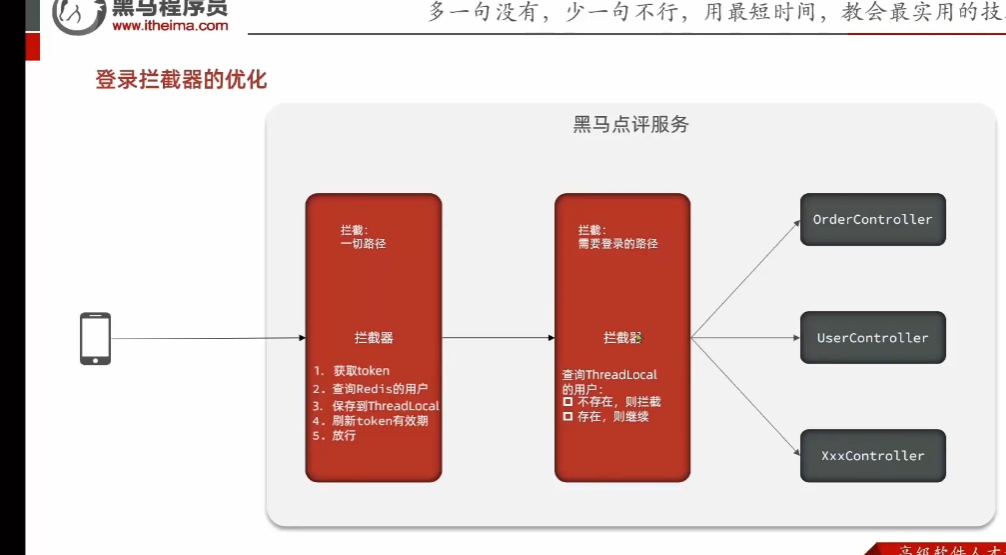 黑马程序员
www.itheima.com
多一句没有，少一句不行，用最短时间，教会最实用的技
登录拦截器的优化
黑马点评服务
拦截：
一切路径
拦截器
1. 获取token
2. 查询Redis的用户
3. 保存到ThreadLocal
4. 刷新token有效期
5. 放行
拦截：
需要登录的路径
拦截器
查询ThreadLocal
的用户：
不存在，则拦截
存在，则继续
OrderController
UserController
XxxController
高级软件人才